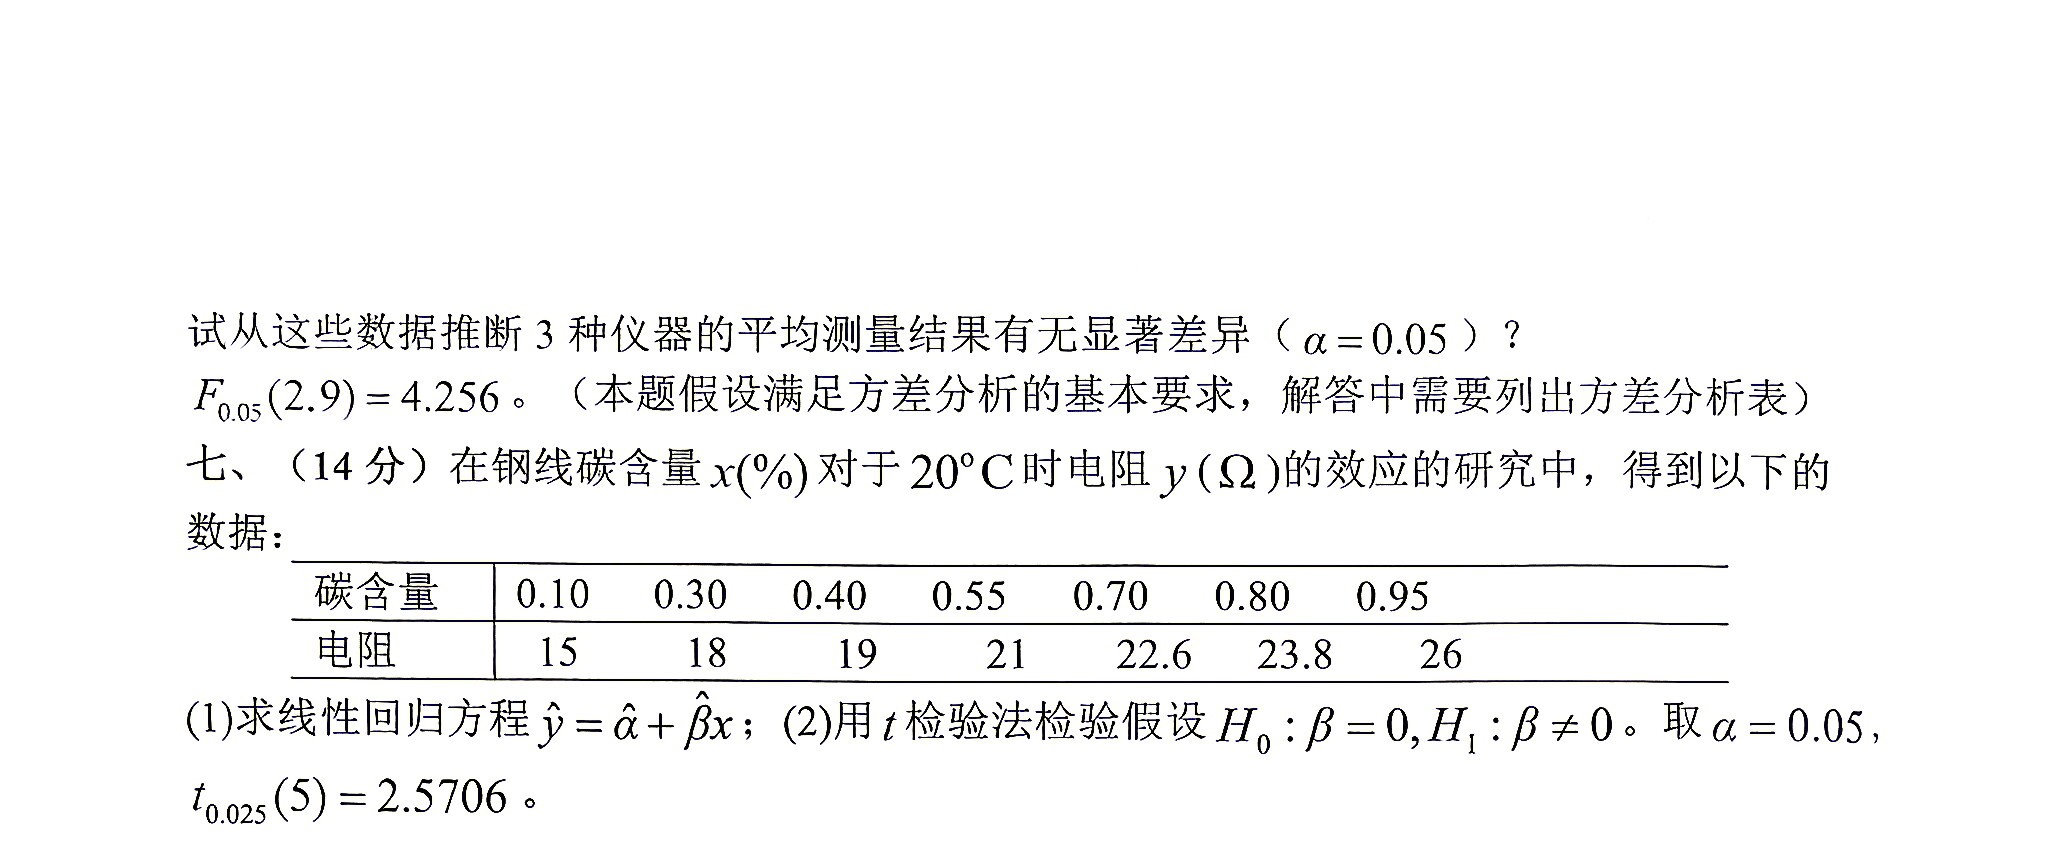 试从这些数据推断 3 种仪器的平均测量结果有无显著差异（α=0.05）？
F₀.₀₅(2.9)=4.256。（本题假设满足方差分析的基本要求，解答中需要列出方差分析表）
七、（14 分）在钢线碳含量 x(%) 对于 20°C 时电阻 y (Ω)的效应的研究中，得到以下的
数据：
碳含量 0.10 0.30 0.40 0.55 0.70 0.80 0.95
电阻 15 18 19 21 22.6 23.8 26
(1)求线性回归方程 ŷ=α̂+β̂x；(2)用 t 检验法检验假设 H₀:β=0,H₁:β≠0。取 α=0.05,
t₀.₀₂₅(5)=2.5706。